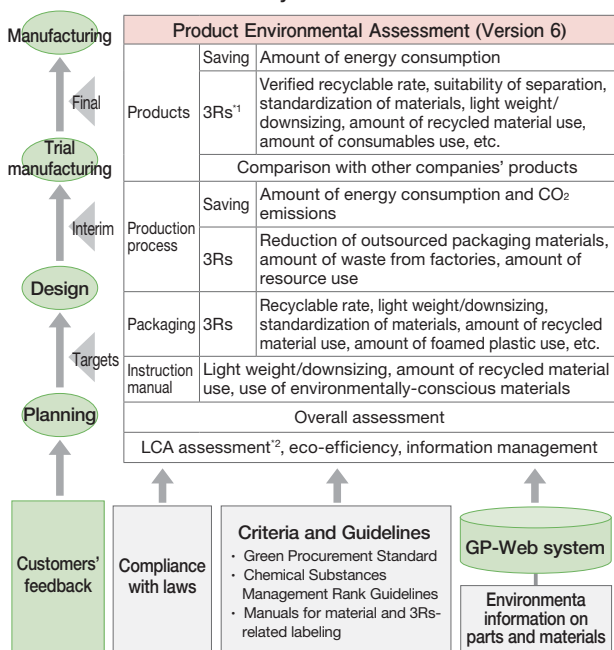 Manufacturing
Final
Trial
manufacturing
Interim
Design
Targets
Planning
Product Environmental Assessment (Version 6)
Products
Saving
Amount of energy consumption
3Rs*1
Verified recyclable rate, suitability of separation,
standardization of materials, light weight/
downsizing, amount of recycled material use,
amount of consumables use, etc.
Comparison with other companies' products
Production
process
Saving
Amount of energy consumption and CO2
emissions
3Rs
Reduction of outsourced packaging materials,
amount of waste from factories, amount of
resource use
Packaging
3Rs
Recyclable rate, light weight/downsizing,
standardization of materials, amount of recycled
material use, amount of foamed plastic use, etc.
Instruction
manual
Light weight/downsizing, amount of recycled material
use, use of environmentally-conscious materials
Overall assessment
LCA assessment*2, eco-efficiency, information management
Customers'
feedback
Compliance
with laws
Criteria and Guidelines
· Green Procurement Standard
· Chemical Substances
Management Rank Guidelines
· Manuals for material and 3Rs-
related labeling
GP-Web system
Environmenta
information on
parts and materials